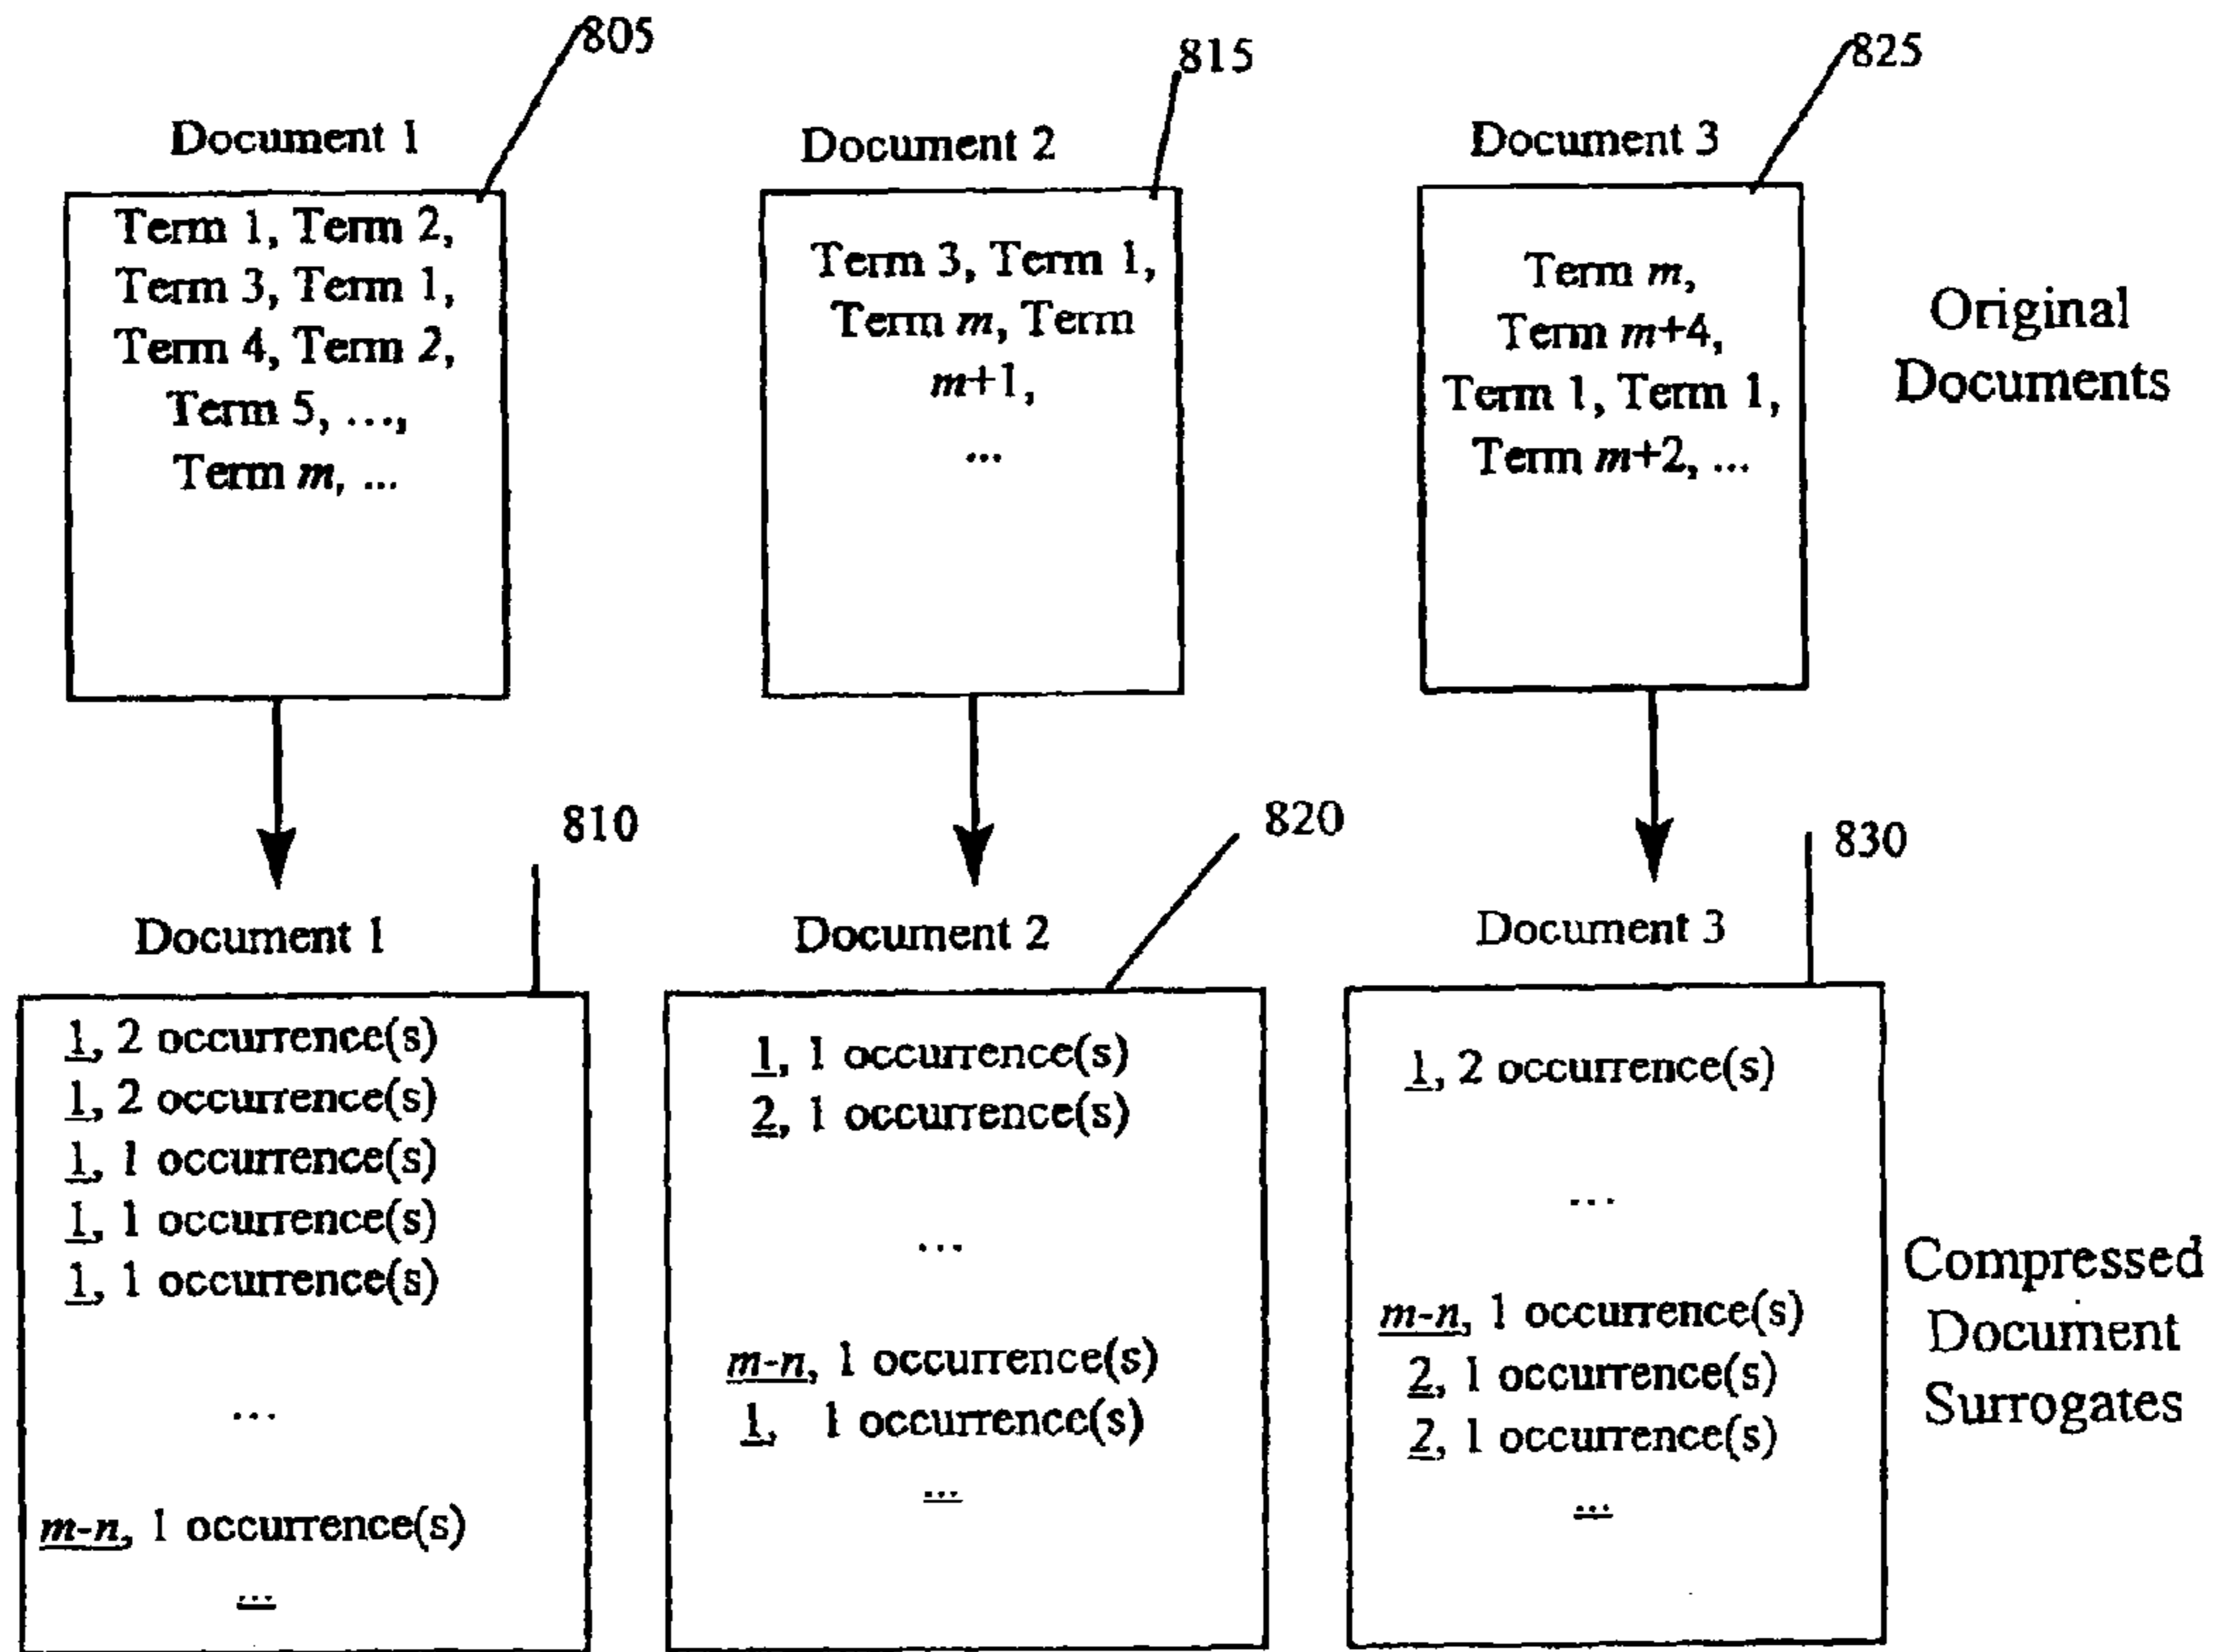 805
815
825
Document 1
Document 2
Document 3
Term 1, Term 2,
Term 3, Term 1,
Term 4, Term 2,
Term 5, ...,
Term m, ...
Term 3, Term 1,
Term m, Term
m+1,
...
Term m,
Term m+4,
Term 1, Term 1,
Term m+2, ...
Original
Documents
810
820
830
Document 1
Document 2
Document 3
1, 2 occurrence(s)
1, 2 occurrence(s)
1, 1 occurrence(s)
1, 1 occurrence(s)
1, 1 occurrence(s)
...
m-n, 1 occurrence(s)
...
1, 1 occurrence(s)
2, 1 occurrence(s)
...
m-n, 1 occurrence(s)
1, 1 occurrence(s)
...
1, 2 occurrence(s)
...
m-n, 1 occurrence(s)
2, 1 occurrence(s)
2, 1 occurrence(s)
...
Compressed
Document
Surrogates